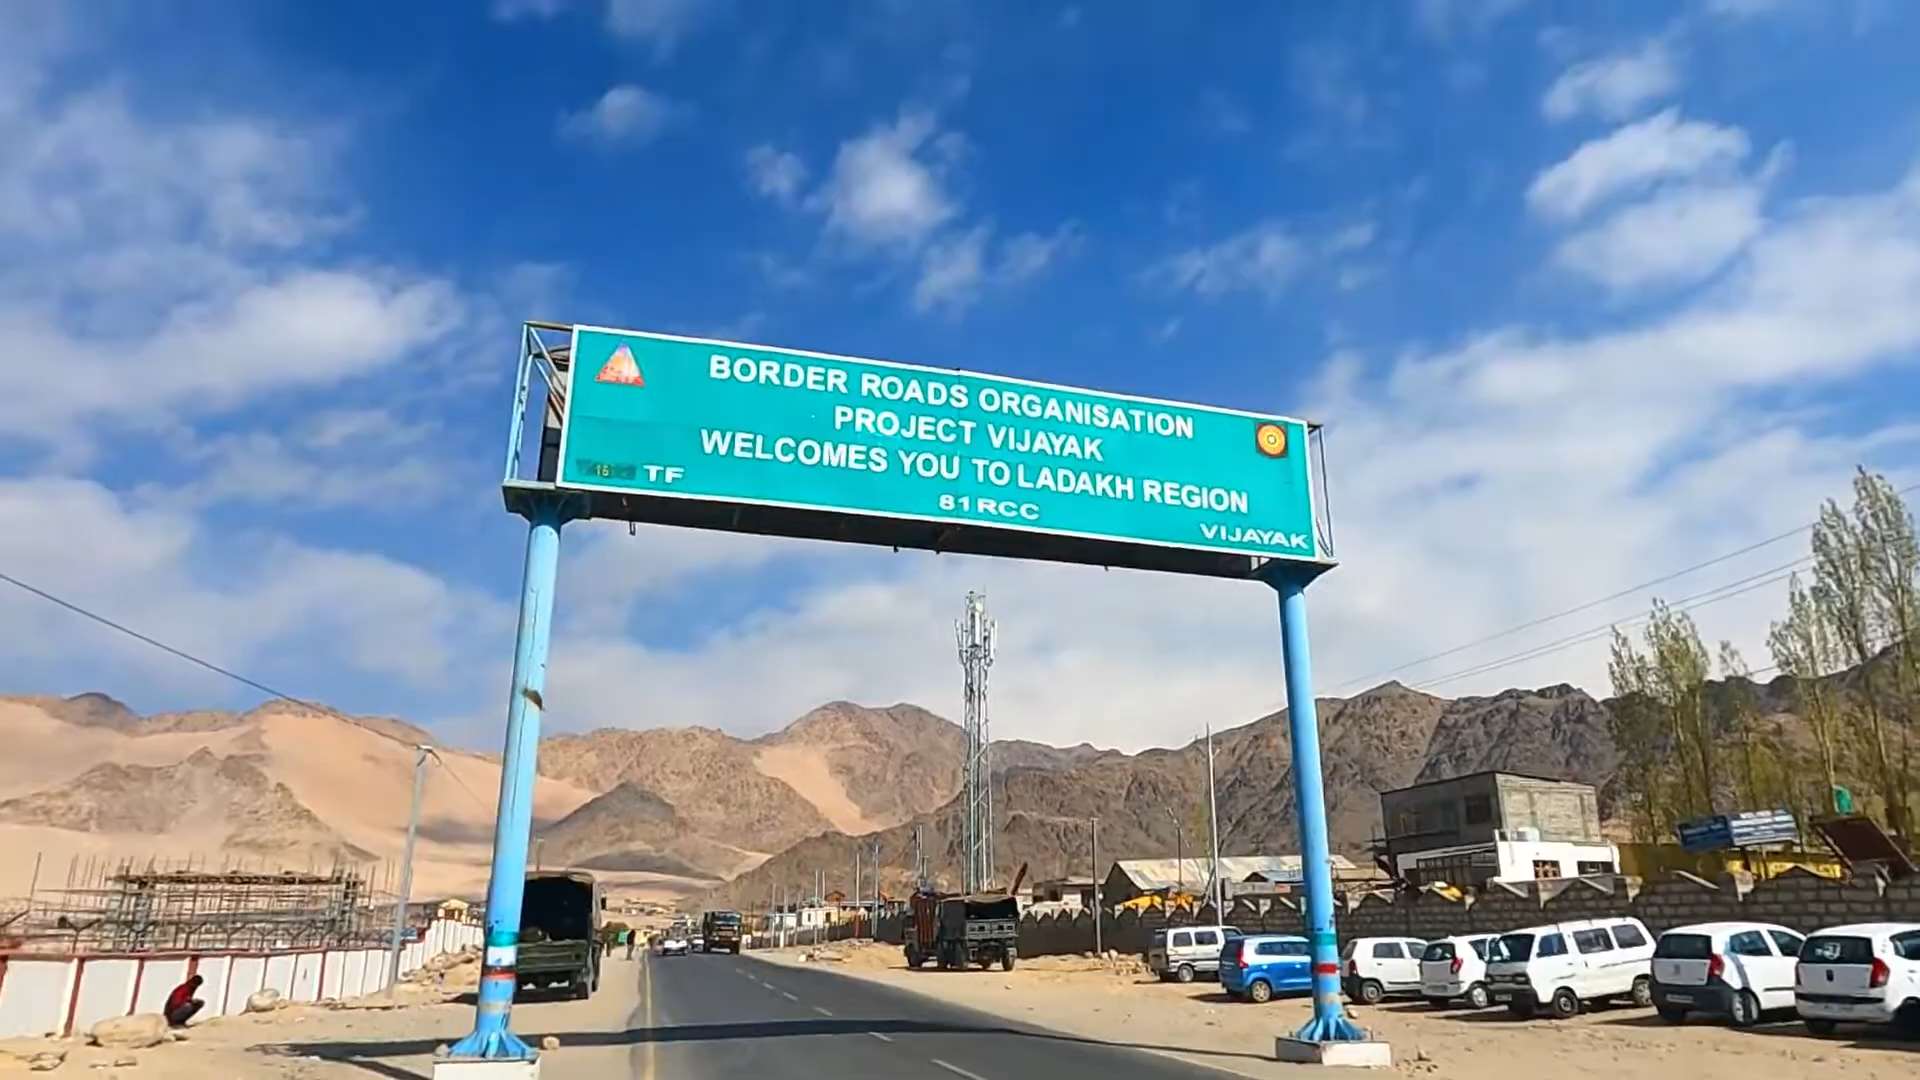 BORDER ROADS ORGANISATION
PROJECT VIJAYAK
WELCOMES YOU TO LADAKH REGION
TF
81 RCC
VIJAYAK